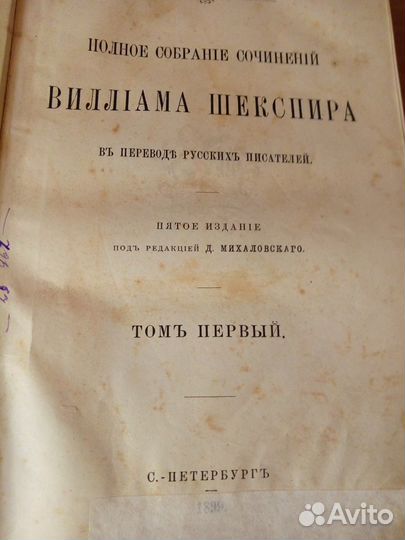 ПОЛНОЕ СОБРАНІЕ СОЧИНЕНІЙ
ВИЛЛІАМА ШЕКСПИРА
ВЪ ПЕРЕВОДѢ РУССКИХЪ ПИСАТЕЛЕЙ.
ПЯТОЕ ИЗДАНІЕ
ПОДЪ РЕДАКЦІЕЙ Д. МИХАЛОВСКАГО.
ТОМЪ ПЕРВЫЙ.
С.-ПЕТЕРБУРГЪ
1899.
Avito